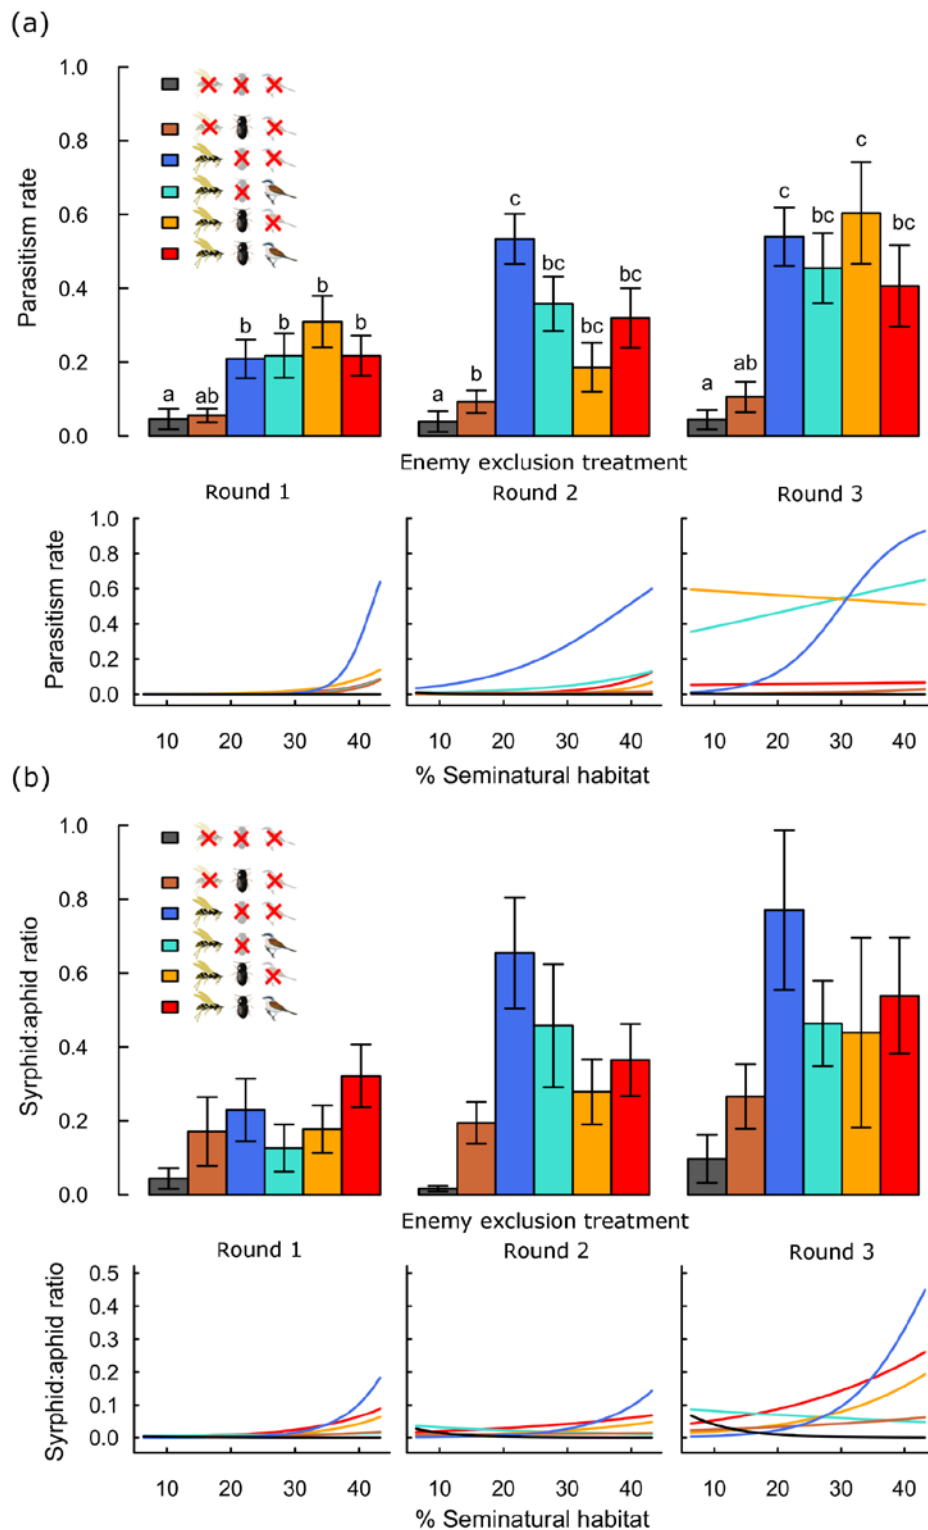 (a)
1.0
0.8
0.6
0.4
0.2
0.0
Parasitism rate
a ab b b b b
a b c bc bc bc
a ab c bc c bc
Enemy exclusion treatment
Round 1 Round 2 Round 3
1.0
0.8
0.6
0.4
0.2
0.0
Parasitism rate
10 20 30 40 10 20 30 40 10 20 30 40
% Seminatural habitat
(b)
1.0
0.8
0.6
0.4
0.2
0.0
Syrphid:aphid ratio
Enemy exclusion treatment
Round 1 Round 2 Round 3
0.5
0.4
0.3
0.2
0.1
0.0
Syrphid:aphid ratio
10 20 30 40 10 20 30 40 10 20 30 40
% Seminatural habitat